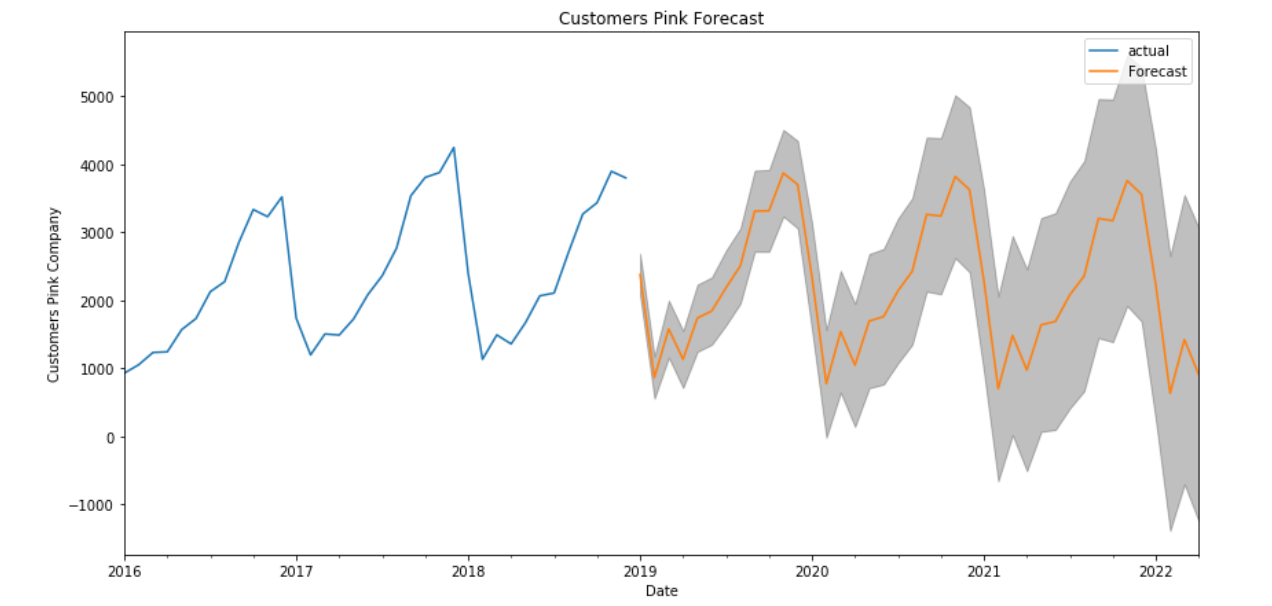 Customers Pink Forecast
actual
Forecast
Customers Pink Company
5000
4000
3000
2000
1000
0
−1000
2016
2017
2018
2019
2020
2021
2022
Date